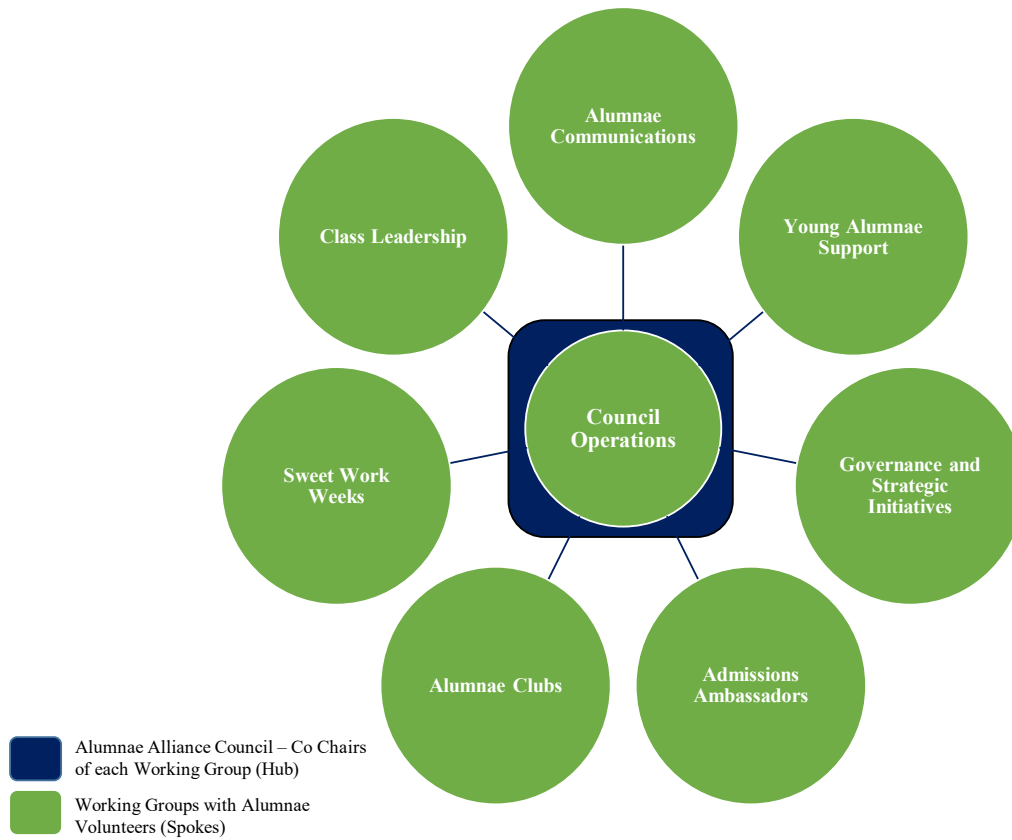 Alumnae
Communications
Class Leadership
Young Alumnae
Support
Council
Operations
Sweet Work
Weeks
Governance and
Strategic
Initiatives
Alumnae Clubs
Admissions
Ambassadors
Alumnae Alliance Council – Co Chairs
of each Working Group (Hub)
Working Groups with Alumnae
Volunteers (Spokes)